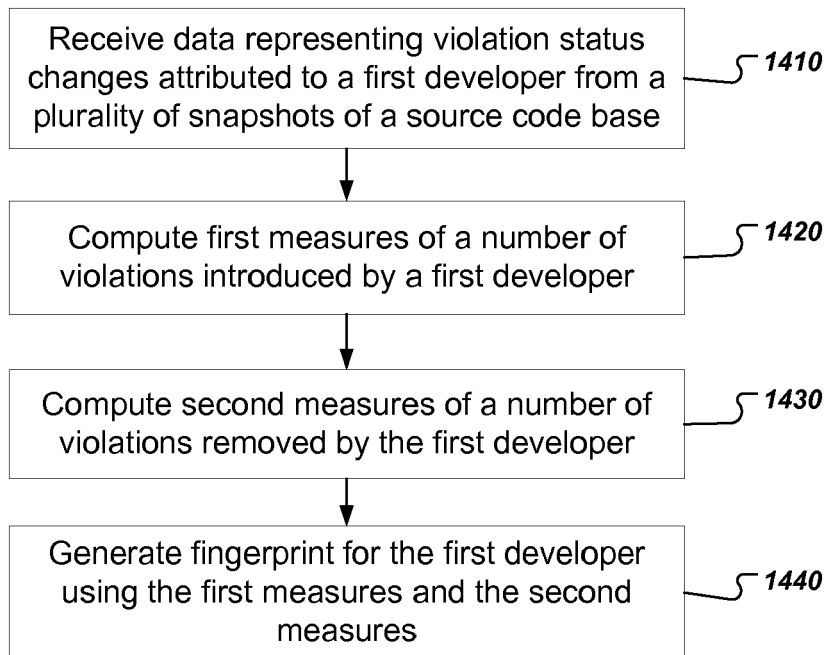 Receive data representing violation status
changes attributed to a first developer from a
plurality of snapshots of a source code base
1410
Compute first measures of a number of
violations introduced by a first developer
1420
Compute second measures of a number of
violations removed by the first developer
1430
Generate fingerprint for the first developer
using the first measures and the second
measures
1440